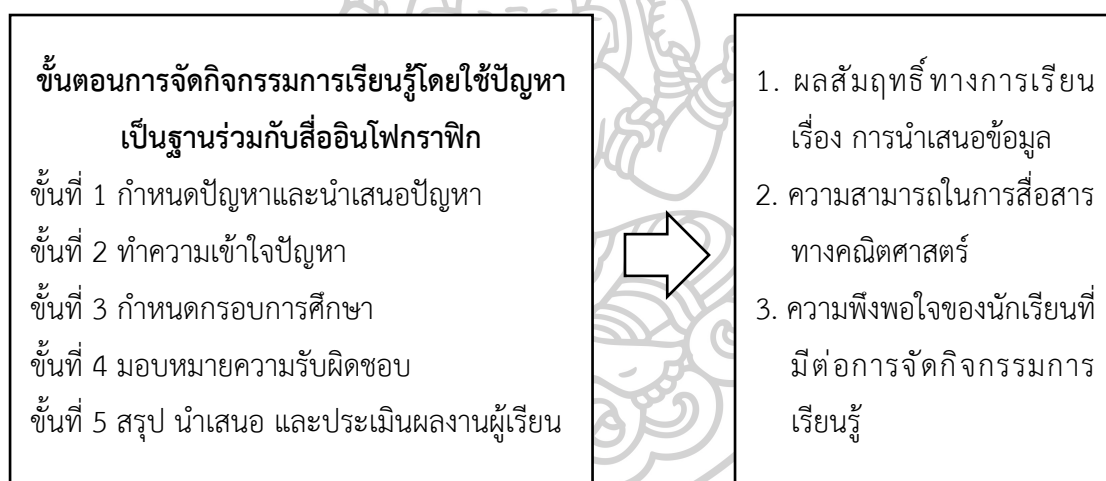 ขั้นตอนการจัดกิจกรรมการเรียนรู้โดยใช้ปัญหา
เป็นฐานร่วมกับสื่ออินโฟกราฟิก
ขั้นที่ 1 กำหนดปัญหาและนำเสนอปัญหา
ขั้นที่ 2 ทำความเข้าใจปัญหา
ขั้นที่ 3 กำหนดกรอบการศึกษา
ขั้นที่ 4 มอบหมายความรับผิดชอบ
ขั้นที่ 5 สรุป นำเสนอ และประเมินผลงานผู้เรียน
1. ผลสัมฤทธิ์ทางการเรียน
เรื่อง การนำเสนอข้อมูล
2. ความสามารถในการสื่อสาร
ทางคณิตศาสตร์
3. ความพึงพอใจของนักเรียนที่
มีต่อการจัดกิจกรรมการ
เรียนรู้